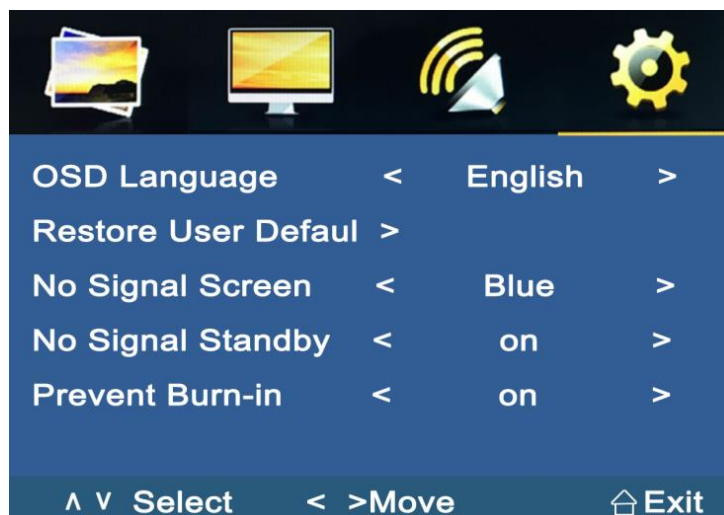 OSD Language < English >
Restore User Defaul >
No Signal Screen < Blue >
No Signal Standby < on >
Prevent Burn-in < on >
∧ ∨ Select < >Move Exit